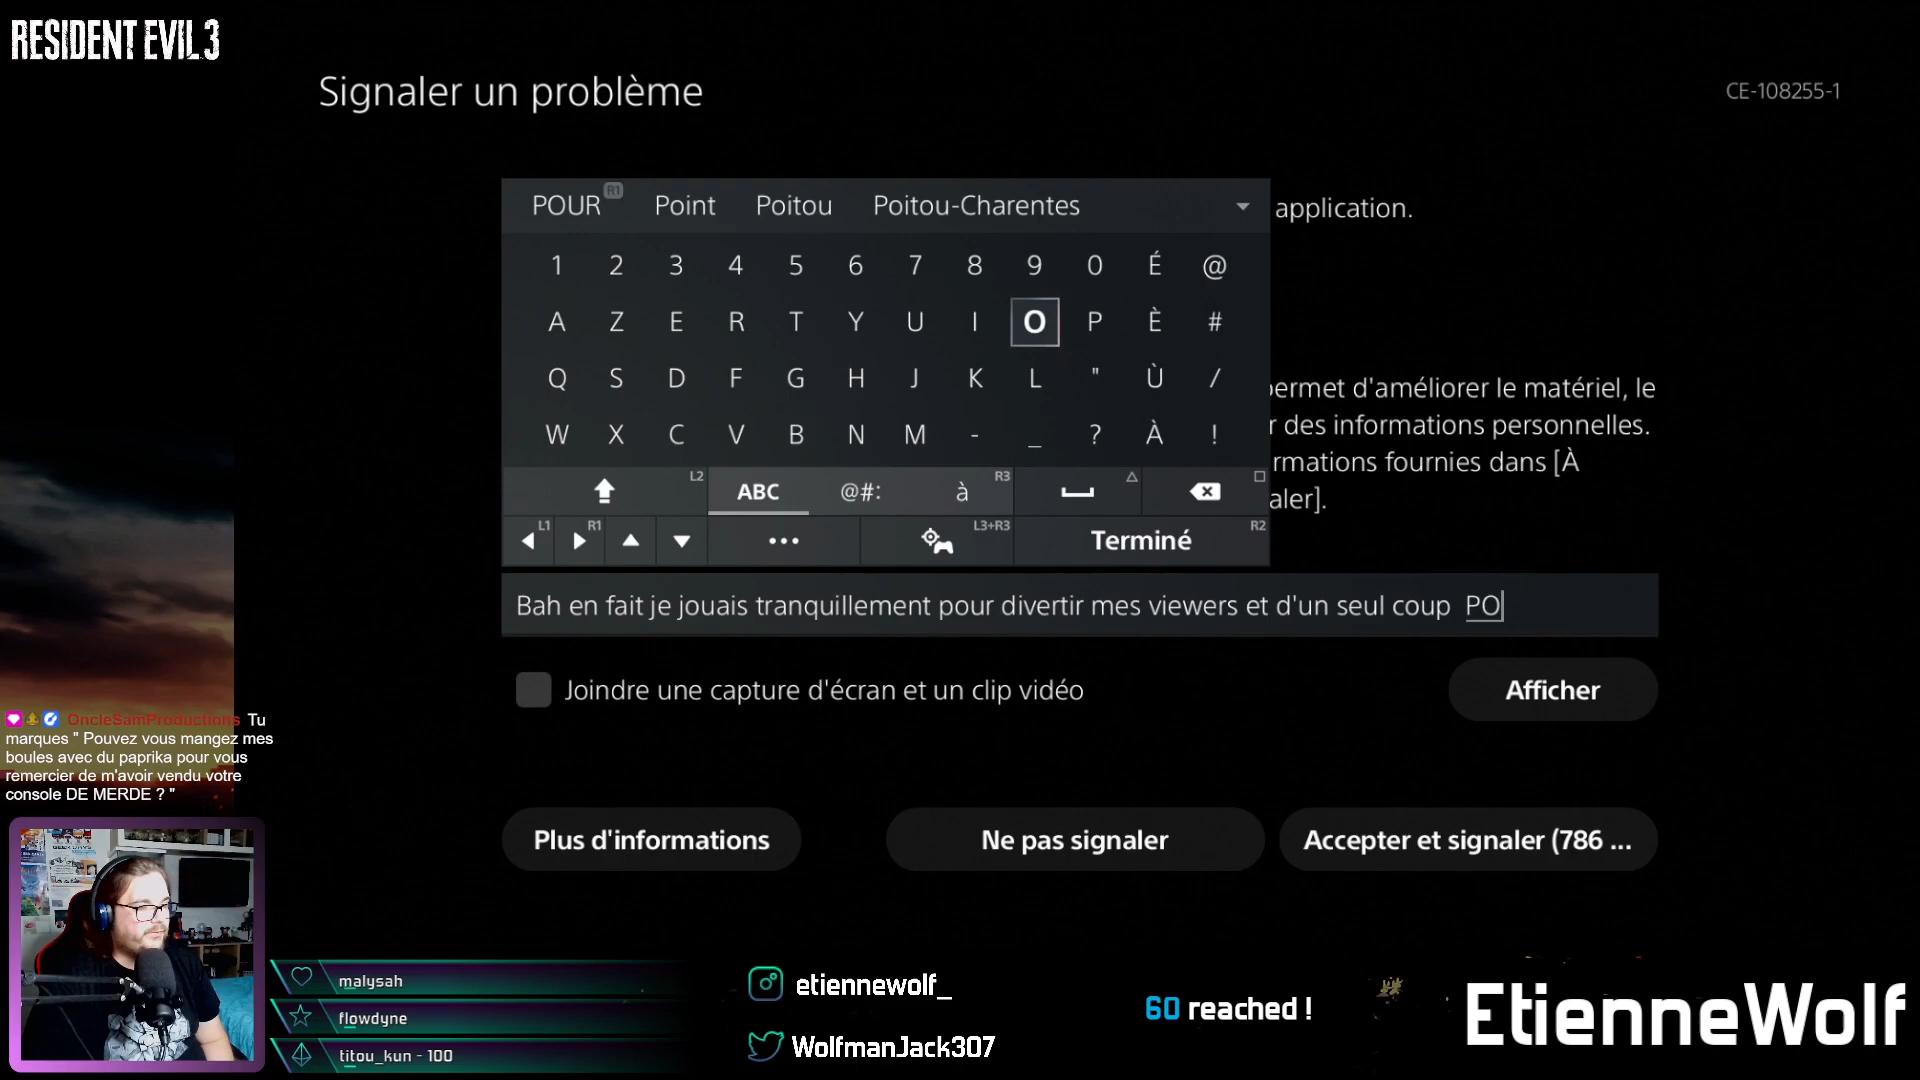 RESIDENT EVIL 3
Signaler un problème
CE-108255-1
POUR R1 Point Poitou Poitou-Charentes
application.
1 2 3 4 5 6 7 8 9 0 É @
A Z E R T Y U I O P È #
Q S D F G H J K L " Ù /
W X C V B N M - _ ? À !
permet d'améliorer le matériel, le
r des informations personnelles.
rmations fournies dans [À
aler].
L2 ABC @#: à R3
L1 R1 ... L3+R3 Terminé R2
Bah en fait je jouais tranquillement pour divertir mes viewers et d'un seul coup PO
Joindre une capture d'écran et un clip vidéo
Afficher
OncleSamProductions Tu
marques " Pouvez vous mangez mes
boules avec du paprika pour vous
remercier de m'avoir vendu votre
console DE MERDE ? "
Plus d'informations
Ne pas signaler
Accepter et signaler (786 ...
malysah
flowdyne
titou_kun - 100
etiennewolf_
WolfmanJack307
60 reached !
EtienneWolf